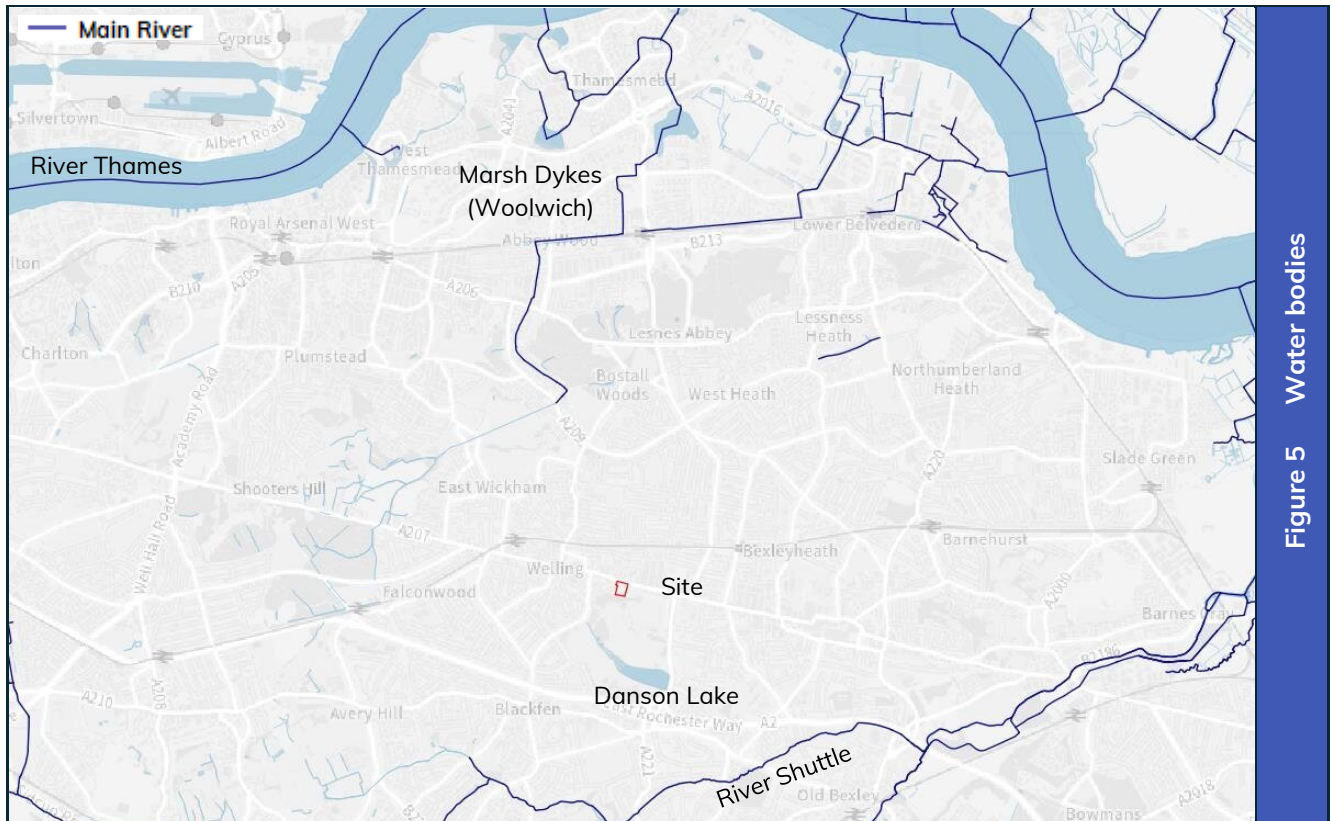 Main River
Cyprus
Silvertown
Albert Road
River Thames
Thamesmead
A2016
A2041
West
Thamesmead
Marsh Dykes
(Woolwich)
Royal Arsenal West
Abbey Wood
B213
Lower Belvedere
lton
B210
A205
A206
Lesnes Abbey
Lessness
Heath
Charlton
Plumstead
Bostall
Woods
West Heath
Northumberland
Heath
Academy Road
A209
A220
Slade Green
Shooters Hill
East Wickham
A207
Bexleyheath
Barnehurst
Well Hall Road
Welling
Site
Falconwood
A2000
Barnes Cray
B2186
Danson Lake
A210
A208
Avery Hill
Blackfen
East Rochester Way
A2
A221
River Shuttle
Old Bexley
A2018
Bowmans
Figure 5 Water bodies